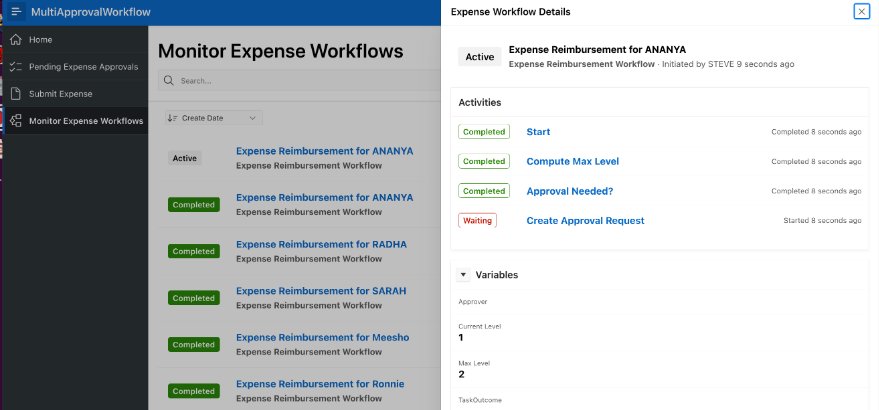 MultiApprovalWorkflow
Home
Pending Expense Approvals
Submit Expense
Monitor Expense Workflows
Monitor Expense Workflows
Search...
Create Date
Active
Expense Reimbursement for ANANYA
Expense Reimbursement Workflow
Completed
Expense Reimbursement for ANANYA
Expense Reimbursement Workflow
Completed
Expense Reimbursement for RADHA
Expense Reimbursement Workflow
Completed
Expense Reimbursement for SARAH
Expense Reimbursement Workflow
Completed
Expense Reimbursement for Meesho
Expense Reimbursement Workflow
Completed
Expense Reimbursement for Ronnie
Expense Reimbursement Workflow
Expense Workflow Details
Active
Expense Reimbursement for ANANYA
Expense Reimbursement Workflow · Initiated by STEVE 9 seconds ago
Activities
Completed Start Completed 8 seconds ago
Completed Compute Max Level Completed 8 seconds ago
Completed Approval Needed? Completed 8 seconds ago
Waiting Create Approval Request Started 8 seconds ago
Variables
Approver
Current Level
1
Max Level
2
TaskOutcome